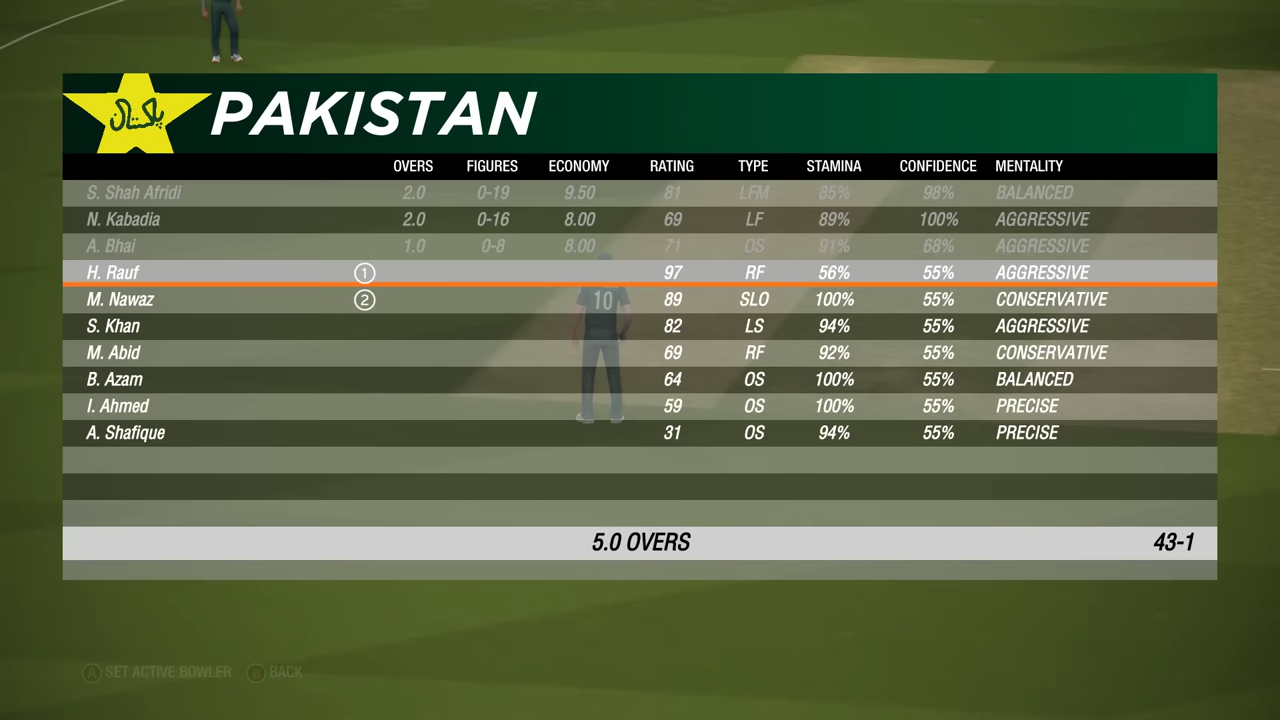 پاکستان
PAKISTAN
OVERS FIGURES ECONOMY RATING TYPE STAMINA CONFIDENCE MENTALITY
S. Shah Afridi 2.0 0-19 9.50 81 LFM 85% 98% BALANCED
N. Kabadia 2.0 0-16 8.00 69 LF 89% 100% AGGRESSIVE
A. Bhai 1.0 0-8 8.00 71 OS 91% 68% AGGRESSIVE
H. Rauf 1 97 RF 56% 55% AGGRESSIVE
M. Nawaz 2 89 SLO 100% 55% CONSERVATIVE
S. Khan 82 LS 94% 55% AGGRESSIVE
M. Abid 69 RF 92% 55% CONSERVATIVE
B. Azam 64 OS 100% 55% BALANCED
I. Ahmed 59 OS 100% 55% PRECISE
A. Shafique 31 OS 94% 55% PRECISE
10
5.0 OVERS 43-1
A SET ACTIVE BOWLER B BACK